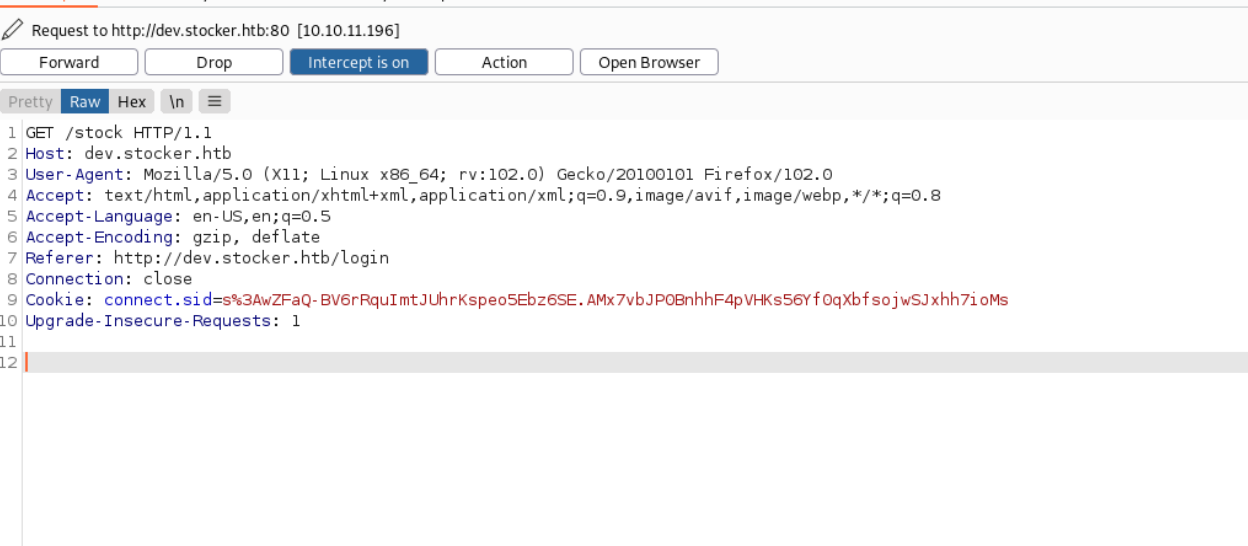 Request to http://dev.stocker.htb:80 [10.10.11.196]
Forward Drop Intercept is on Action Open Browser
Pretty Raw Hex \n
1 GET /stock HTTP/1.1
2 Host: dev.stocker.htb
3 User-Agent: Mozilla/5.0 (X11; Linux x86_64; rv:102.0) Gecko/20100101 Firefox/102.0
4 Accept: text/html,application/xhtml+xml,application/xml;q=0.9,image/avif,image/webp,*/*;q=0.8
5 Accept-Language: en-US,en;q=0.5
6 Accept-Encoding: gzip, deflate
7 Referer: http://dev.stocker.htb/login
8 Connection: close
9 Cookie: connect.sid=s%3AwZFaQ-BV6rRquImtJUhrKspeo5Ebz6SE.AMx7vbJPOBnhhF4pVHKs56YfOqXbfsojwSJxhh7ioMs
10 Upgrade-Insecure-Requests: 1
11
12